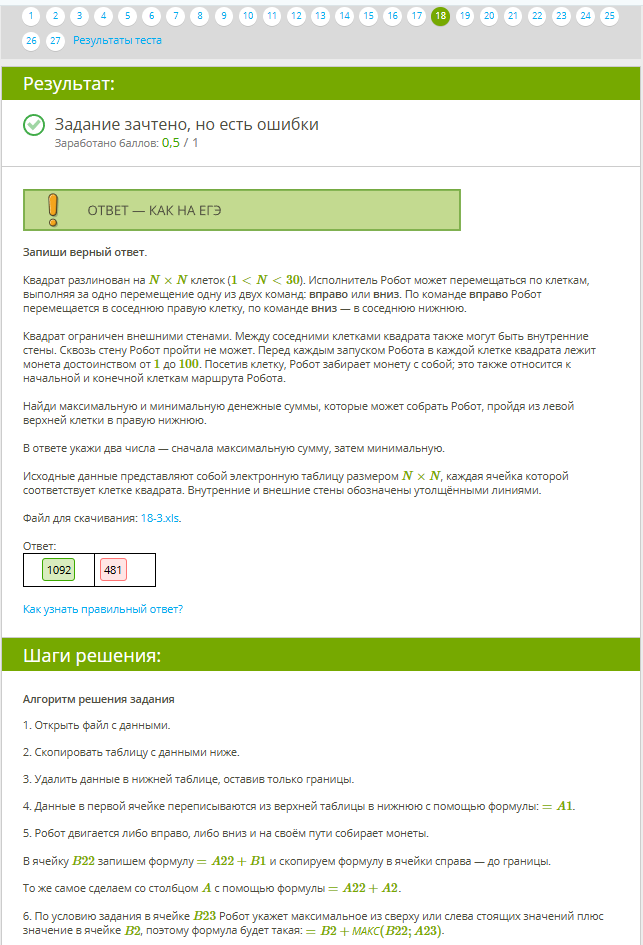 1 2 3 4 5 6 7 8 9 10 11 12 13 14 15 16 17 18 19 20 21 22 23 24 25
26 27 Результаты теста
Результат:
Задание зачтено, но есть ошибки
Заработано баллов: 0,5 / 1
ОТВЕТ — КАК НА ЕГЭ
Запиши верный ответ.
Квадрат разлинован на N × N клеток (1 < N < 30). Исполнитель Робот может перемещаться по клеткам,
выполняя за одно перемещение одну из двух команд: вправо или вниз. По команде вправо Робот
перемещается в соседнюю правую клетку, по команде вниз — в соседнюю нижнюю.
Квадрат ограничен внешними стенами. Между соседними клетками квадрата также могут быть внутренние
стены. Сквозь стену Робот пройти не может. Перед каждым запуском Робота в каждой клетке квадрата лежит
монета достоинством от 1 до 100. Посетив клетку, Робот забирает монету с собой; это также относится к
начальной и конечной клеткам маршрута Робота.
Найди максимальную и минимальную денежные суммы, которые может собрать Робот, пройдя из левой
верхней клетки в правую нижнюю.
В ответе укажи два числа — сначала максимальную сумму, затем минимальную.
Исходные данные представляют собой электронную таблицу размером N × N, каждая ячейка которой
соответствует клетке квадрата. Внутренние и внешние стены обозначены утолщёнными линиями.
Файл для скачивания: 18-3.xls.
Ответ:
1092 481
Как узнать правильный ответ?
Шаги решения:
Алгоритм решения задания
1. Открыть файл с данными.
2. Скопировать таблицу с данными ниже.
3. Удалить данные в нижней таблице, оставив только границы.
4. Данные в первой ячейке переписываются из верхней таблицы в нижнюю с помощью формулы: = A1.
5. Робот двигается либо вправо, либо вниз и на своём пути собирает монеты.
В ячейку B22 запишем формулу = A22 + B1 и скопируем формулу в ячейки справа — до границы.
То же самое сделаем со столбцом A с помощью формулы = A22 + A2.
6. По условию задания в ячейке B23 Робот укажет максимальное из сверху или слева стоящих значений плюс
значение в ячейке B2, поэтому формула будет такая: = B2 + МАКС(B22; A23).